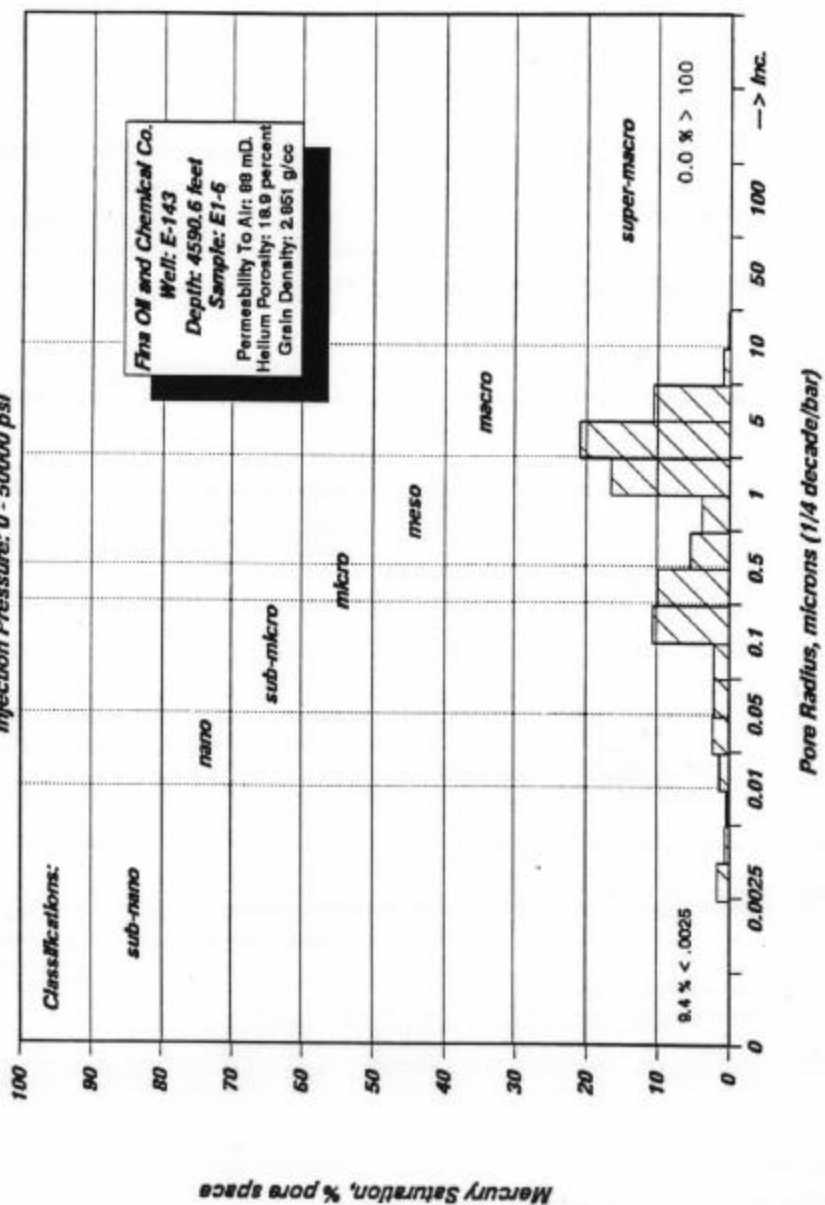 Injection Pressure: 0 - 50000 psi
Classifications:
sub-nano
nano
sub-micro
micro
meso
macro
super-macro
Fina Oil and Chemical Co.
Well: E-143
Depth: 4590.6 feet
Sample: E1-6
Permeability To Air: 88 mD.
Helium Porosity: 18.9 percent
Grain Density: 2.851 g/cc
9.4 % < .0025
0.0 % > 100
Mercury Saturation, % pore space
100
90
80
70
60
50
40
30
20
10
0
0 0.0025 0.01 0.05 0.1 0.5 1 5 10 50 100 ---> Inc.
Pore Radius, microns (1/4 decade/bar)